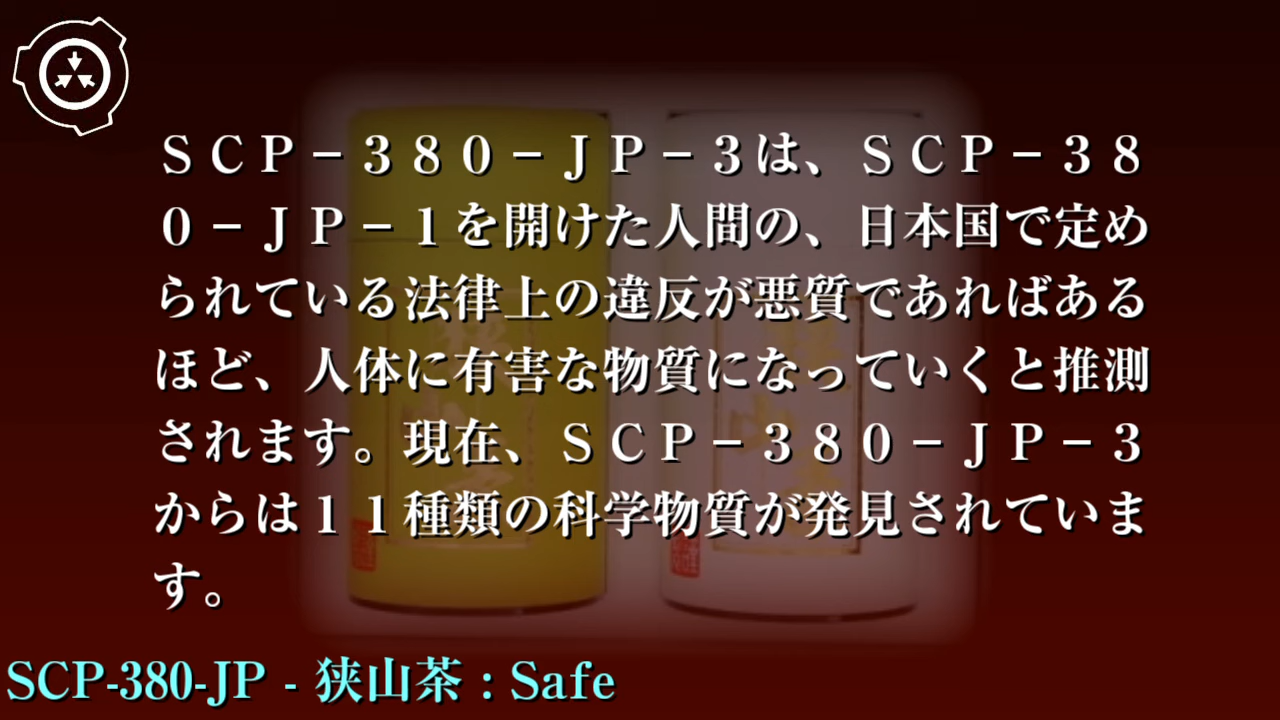 ＳＣＰ－３８０－ＪＰ－３は、ＳＣＰ－３８
０－ＪＰ－１を開けた人間の、日本国で定め
られている法律上の違反が悪質であればある
ほど、人体に有害な物質になっていくと推測
されます。現在、ＳＣＰ－３８０－ＪＰ－３
からは１１種類の科学物質が発見されていま
す。
SCP-380-JP - 狭山茶 : Safe